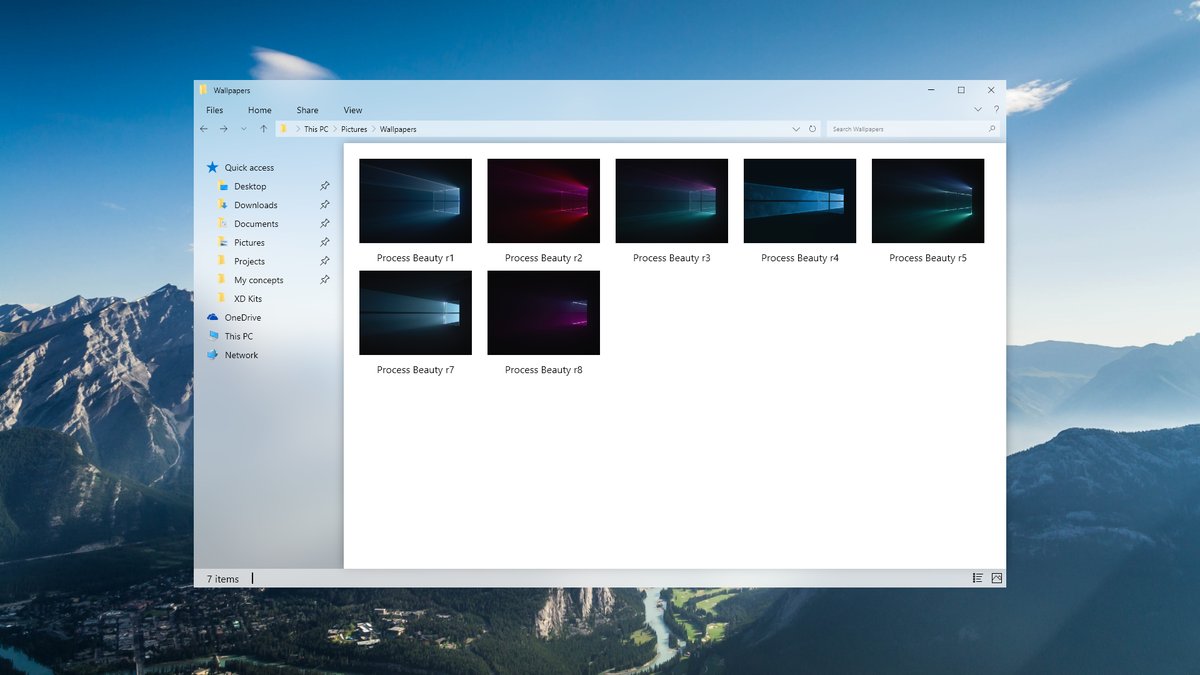 Wallpapers
Files Home Share View
?
This PC Pictures Wallpapers
Search Wallpapers
Quick access
Desktop
Downloads
Documents
Pictures
Projects
My concepts
XD Kits
OneDrive
This PC
Network
Process Beauty r1 Process Beauty r2 Process Beauty r3 Process Beauty r4 Process Beauty r5
Process Beauty r7 Process Beauty r8
7 items